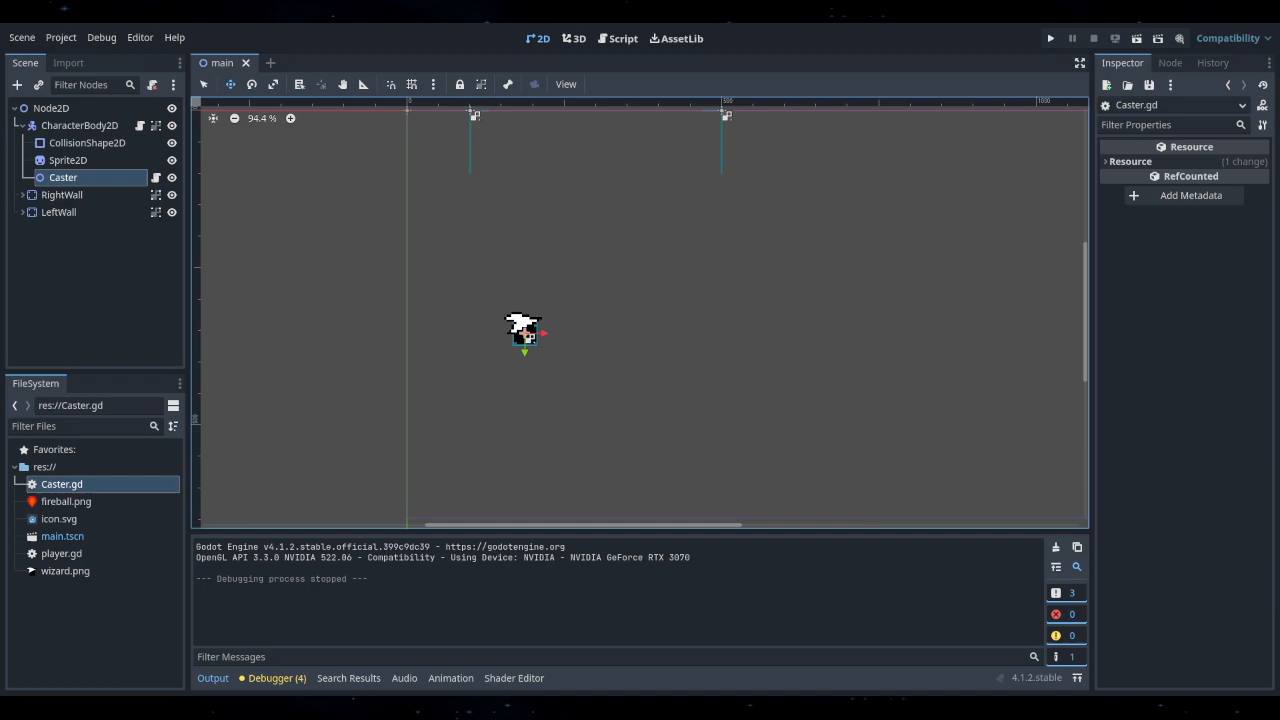 Scene Project Debug Editor Help
2D 3D Script AssetLib
Compatibility
Scene Import
main
Inspector Node History
Filter Nodes
View
Node2D
CharacterBody2D
CollisionShape2D
Sprite2D
Caster
RightWall
LeftWall
0 500 1000
94.4 %
Caster.gd
Filter Properties
Resource
Resource (1 change)
RefCounted
Add Metadata
FileSystem
res://Caster.gd
Filter Files
Favorites:
res://
Caster.gd
fireball.png
icon.svg
main.tscn
player.gd
wizard.png
Godot Engine v4.1.2.stable.official.399c9dc39 - https://godotengine.org
OpenGL API 3.3.0 NVIDIA 522.06 - Compatibility - Using Device: NVIDIA - NVIDIA GeForce RTX 3070
--- Debugging process stopped ---
3
0
0
1
Filter Messages
Output Debugger (4) Search Results Audio Animation Shader Editor
4.1.2.stable